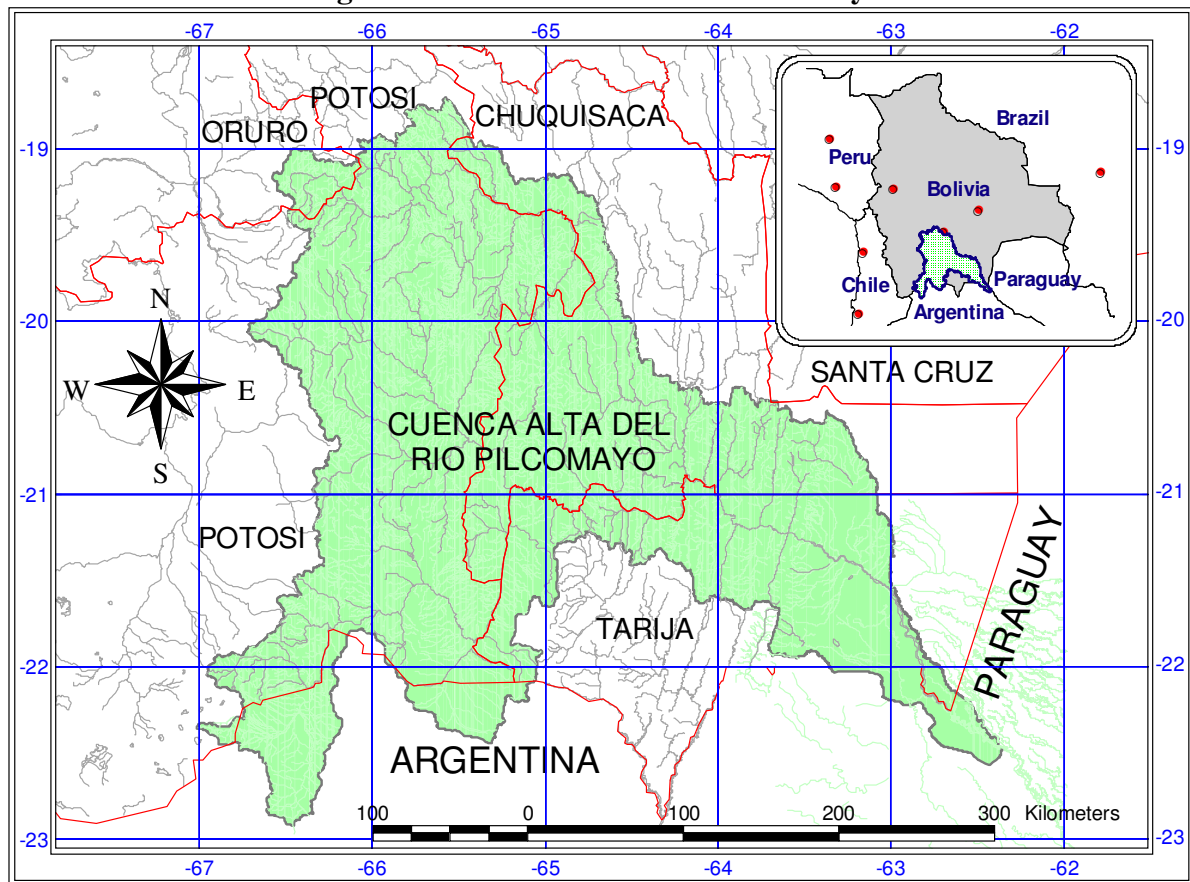 -67 -66 -65 -64 -63 -62
POTOSI
CHUQUISACA
ORURO
-19 -19
Brazil
Peru
Bolivia
Chile
Paraguay
Argentina
N
W E
S
-20 -20
SANTA CRUZ
CUENCA ALTA DEL
RIO PILCOMAYO
-21 -21
POTOSI
PARAGUAY
TARIJA
-22 -22
ARGENTINA
100 0 100 200 300 Kilometers
-23 -23
-67 -66 -65 -64 -63 -62